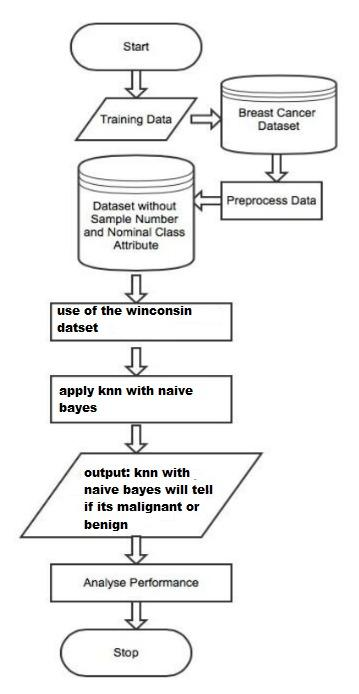 Start
Training Data
Breast Cancer
Dataset
Preprocess Data
Dataset without
Sample Number
and Nominal Class
Attribute
use of the winconsin
datset
apply knn with naive
bayes
output: knn with
naive bayes will tell
if its malignant or
benign
Analyse Performance
Stop